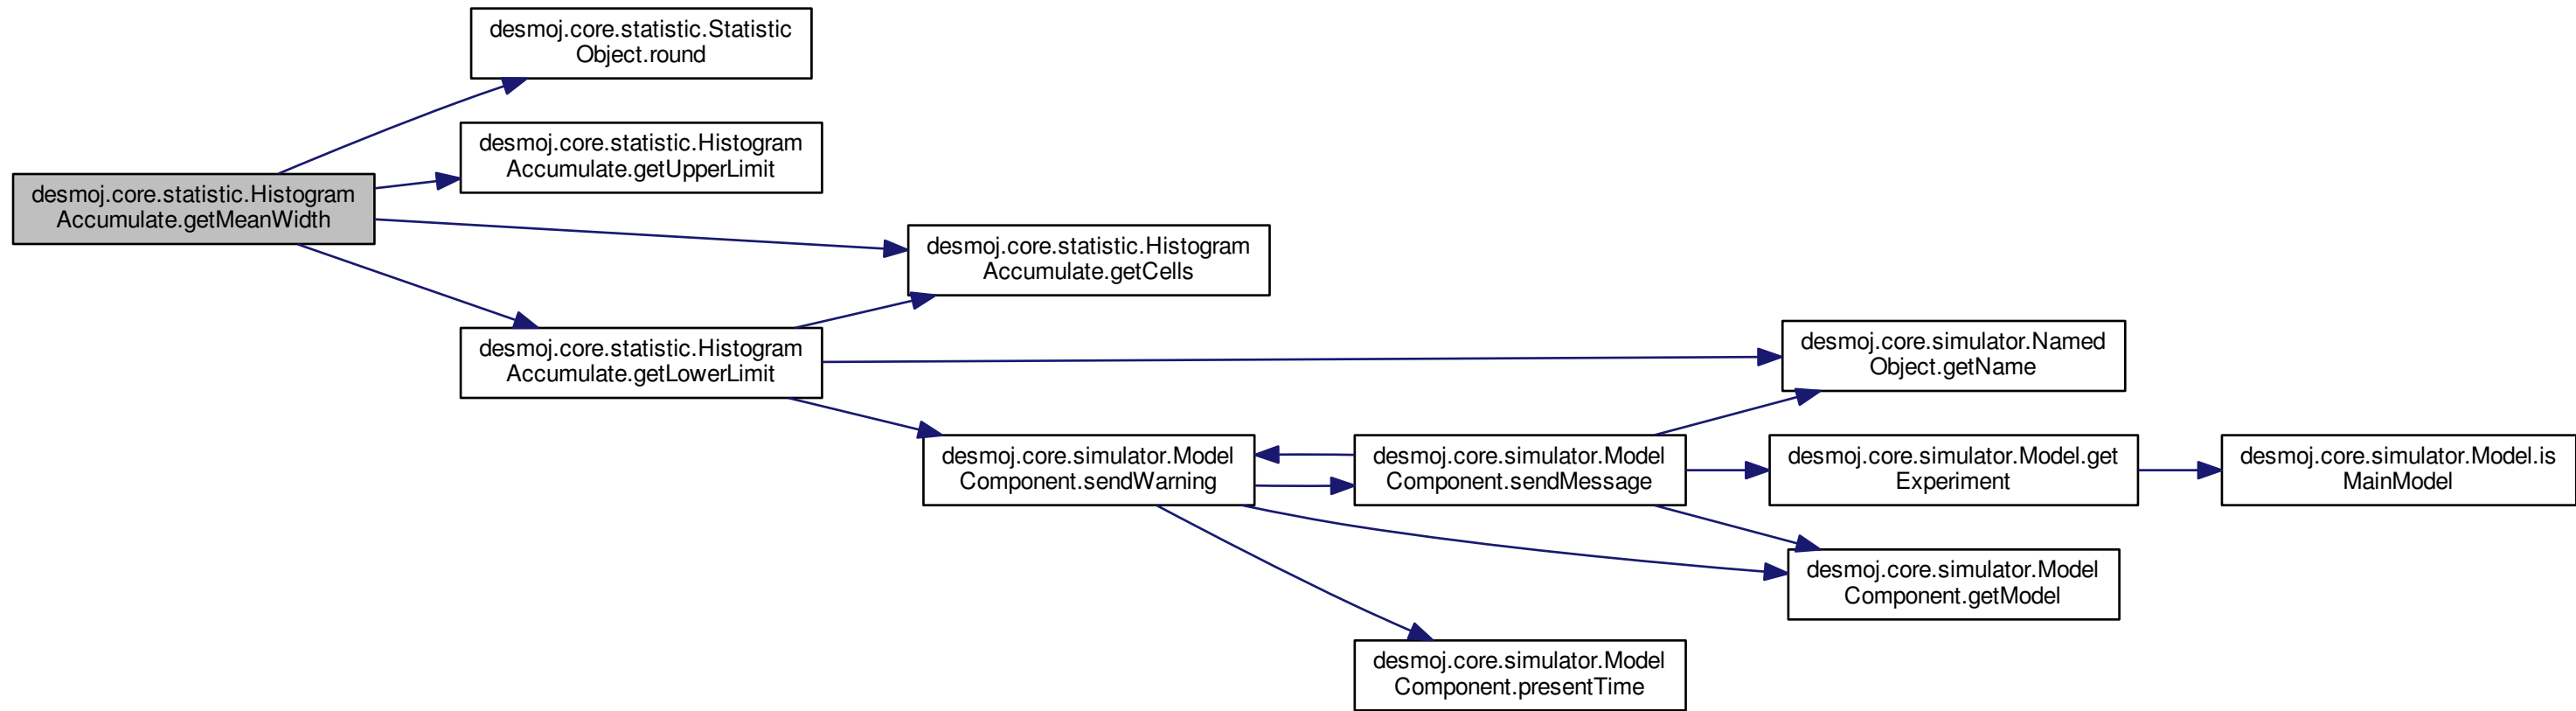 desmoj.core.statistic.Statistic
Object.round
desmoj.core.statistic.Histogram
Accumulate.getUpperLimit
desmoj.core.statistic.Histogram
Accumulate.getMeanWidth
desmoj.core.statistic.Histogram
Accumulate.getCells
desmoj.core.statistic.Histogram
Accumulate.getLowerLimit
desmoj.core.simulator.Named
Object.getName
desmoj.core.simulator.Model
Component.sendWarning
desmoj.core.simulator.Model
Component.sendMessage
desmoj.core.simulator.Model.get
Experiment
desmoj.core.simulator.Model.is
MainModel
desmoj.core.simulator.Model
Component.getModel
desmoj.core.simulator.Model
Component.presentTime